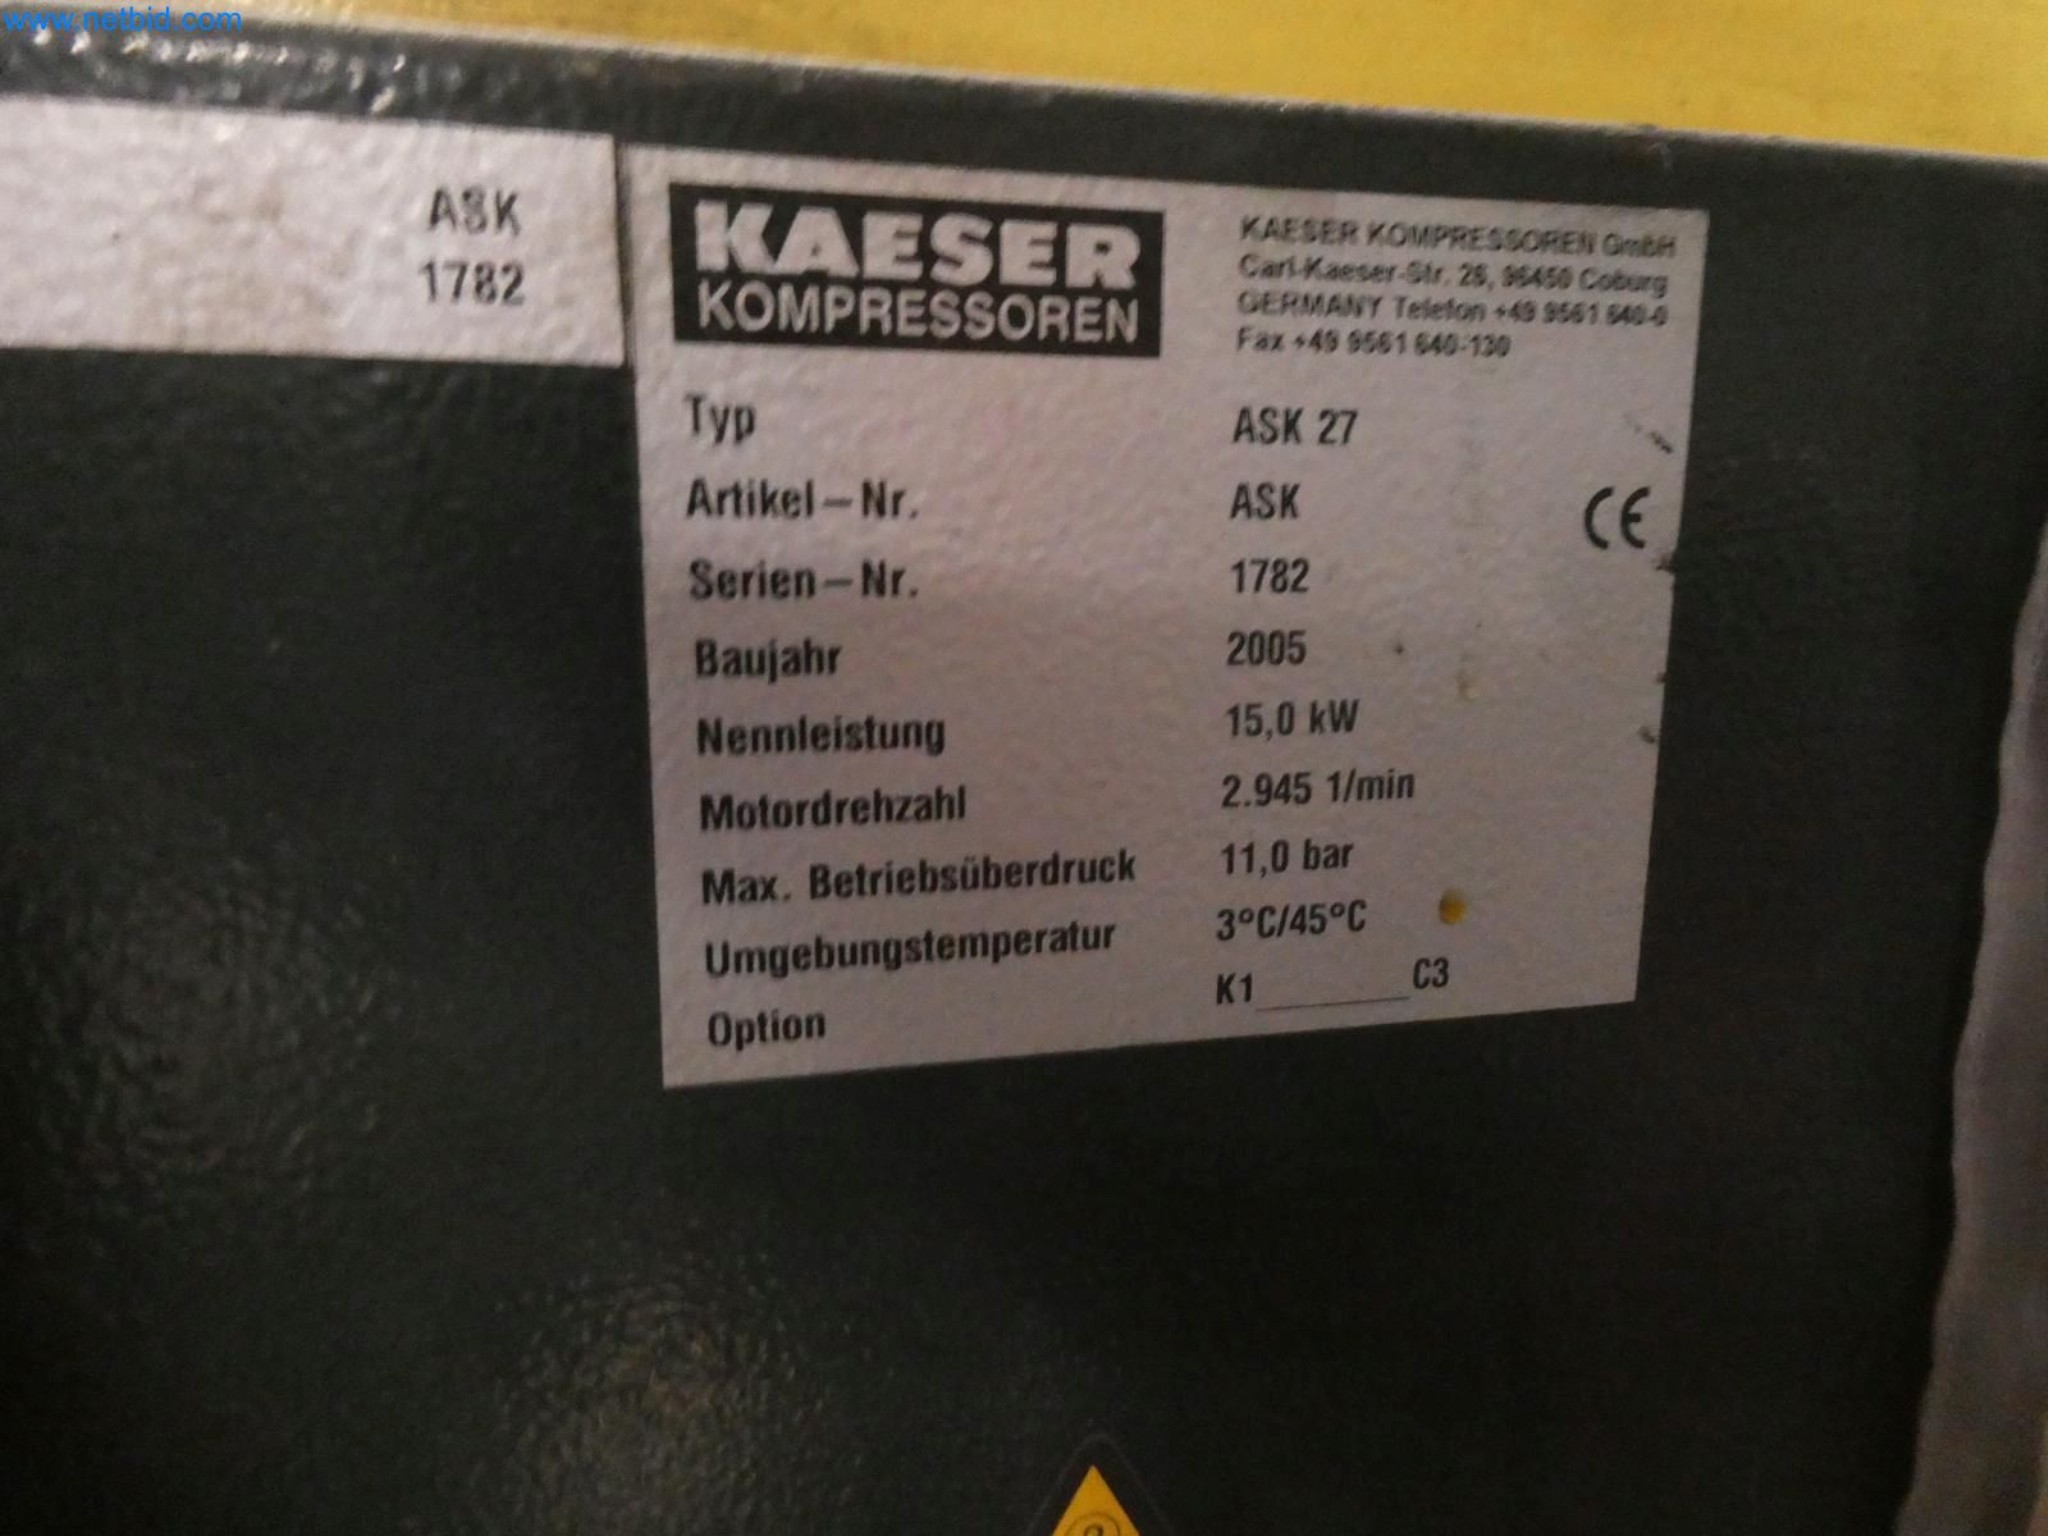 www.netbid.com
ASK
1782
KAESER
KOMPRESSOREN
KAESER KOMPRESSOREN GmbH
Carl-Kaeser-Str. 26, 96450 Coburg
GERMANY Telefon +49 9561 640-0
Fax +49 9561 640-130
Typ ASK 27
Artikel-Nr. ASK
CE
Serien-Nr. 1782
Baujahr 2005
Nennleistung 15,0 kW
Motordrehzahl 2.945 1/min
Max. Betriebsüberdruck 11,0 bar
Umgebungstemperatur 3°C/45°C
Option K1______C3